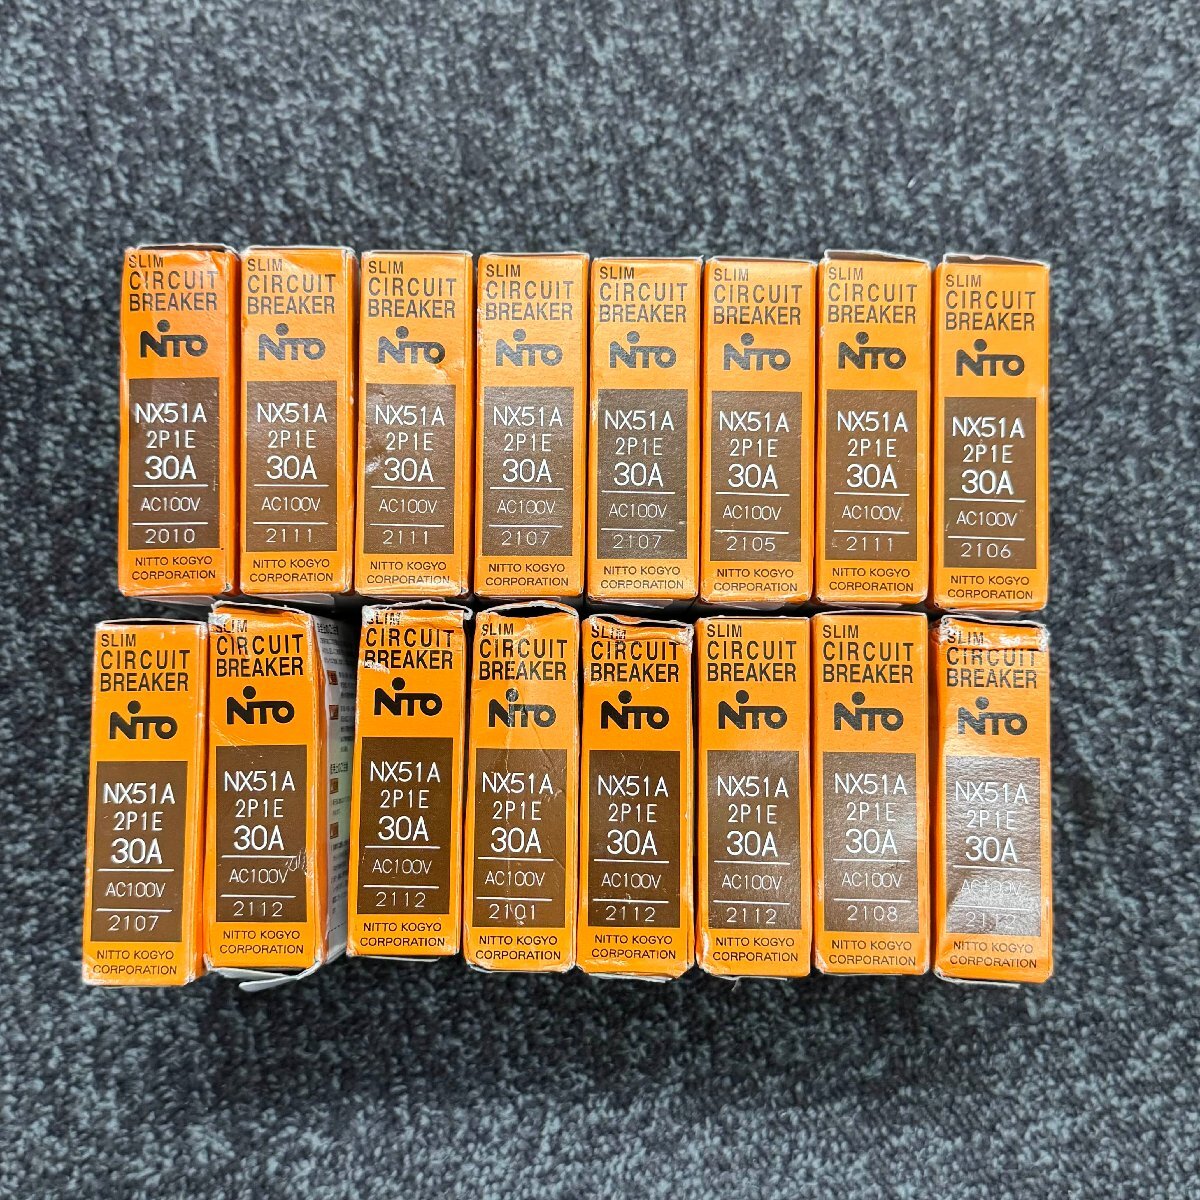 SLIM
CIRCUIT
BREAKER
NITO
NX51A
2P1E
30A
AC100V
2010
NITTO KOGYO
CORPORATION
SLIM
CIRCUIT
BREAKER
NITO
NX51A
2P1E
30A
AC100V
2111
NITTO KOGYO
CORPORATION
SLIM
CIRCUIT
BREAKER
NITO
NX51A
2P1E
30A
AC100V
2111
NITTO KOGYO
CORPORATION
SLIM
CIRCUIT
BREAKER
NITO
NX51A
2P1E
30A
AC100V
2107
NITTO KOGYO
CORPORATION
SLIM
CIRCUIT
BREAKER
NITO
NX51A
2P1E
30A
AC100V
2107
NITTO KOGYO
CORPORATION
SLIM
CIRCUIT
BREAKER
NITO
NX51A
2P1E
30A
AC100V
2105
NITTO KOGYO
CORPORATION
SLIM
CIRCUIT
BREAKER
NITO
NX51A
2P1E
30A
AC100V
2111
NITTO KOGYO
CORPORATION
SLIM
CIRCUIT
BREAKER
NITO
NX51A
2P1E
30A
AC100V
2106
NITTO KOGYO
CORPORATION
SLIM
CIRCUIT
BREAKER
NITO
NX51A
2P1E
30A
AC100V
2107
NITTO KOGYO
CORPORATION
SLIM
CIRCUIT
BREAKER
NITO
NX51A
2P1E
30A
AC100V
2112
NITTO KOGYO
CORPORATION
SLIM
CIRCUIT
BREAKER
NITO
NX51A
2P1E
30A
AC100V
2112
NITTO KOGYO
CORPORATION
SLIM
CIRCUIT
BREAKER
NITO
NX51A
2P1E
30A
AC100V
2101
NITTO KOGYO
CORPORATION
SLIM
CIRCUIT
BREAKER
NITO
NX51A
2P1E
30A
AC100V
2112
NITTO KOGYO
CORPORATION
SLIM
CIRCUIT
BREAKER
NITO
NX51A
2P1E
30A
AC100V
2112
NITTO KOGYO
CORPORATION
SLIM
CIRCUIT
BREAKER
NITO
NX51A
2P1E
30A
AC100V
2108
NITTO KOGYO
CORPORATION
SLIM
CIRCUIT
BREAKER
NITO
NX51A
2P1E
30A
AC100V
2112
NITTO KOGYO
CORPORATION